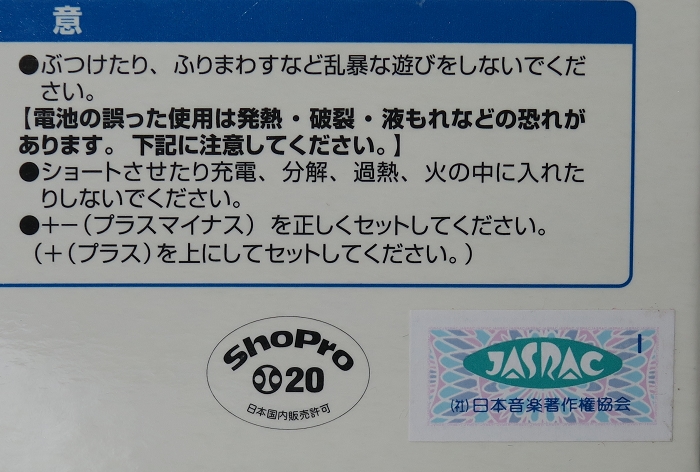 意
●ぶつけたり、ふりまわすなど乱暴な遊びをしないでくだ
さい。
【電池の誤った使用は発熱・破裂・液もれなどの恐れが
あります。下記に注意してください。】
●ショートさせたり充電、分解、過熱、火の中に入れた
りしないでください。
●+−(プラスマイナス)を正しくセットしてください。
(+(プラス)を上にしてセットしてください。)
ShoPro
20
日本国内販売許可
I
JASRAC
(社)日本音楽著作権協会